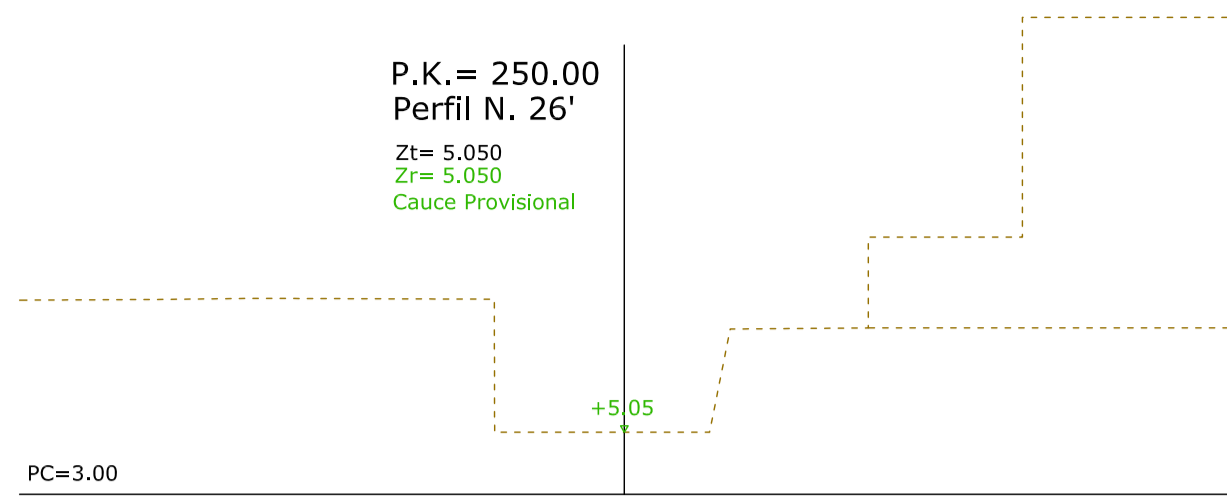 P.K.= 250.00
Perfil N. 26'
Zt= 5.050
Zr= 5.050
Cauce Provisional
+5.05
PC=3.00